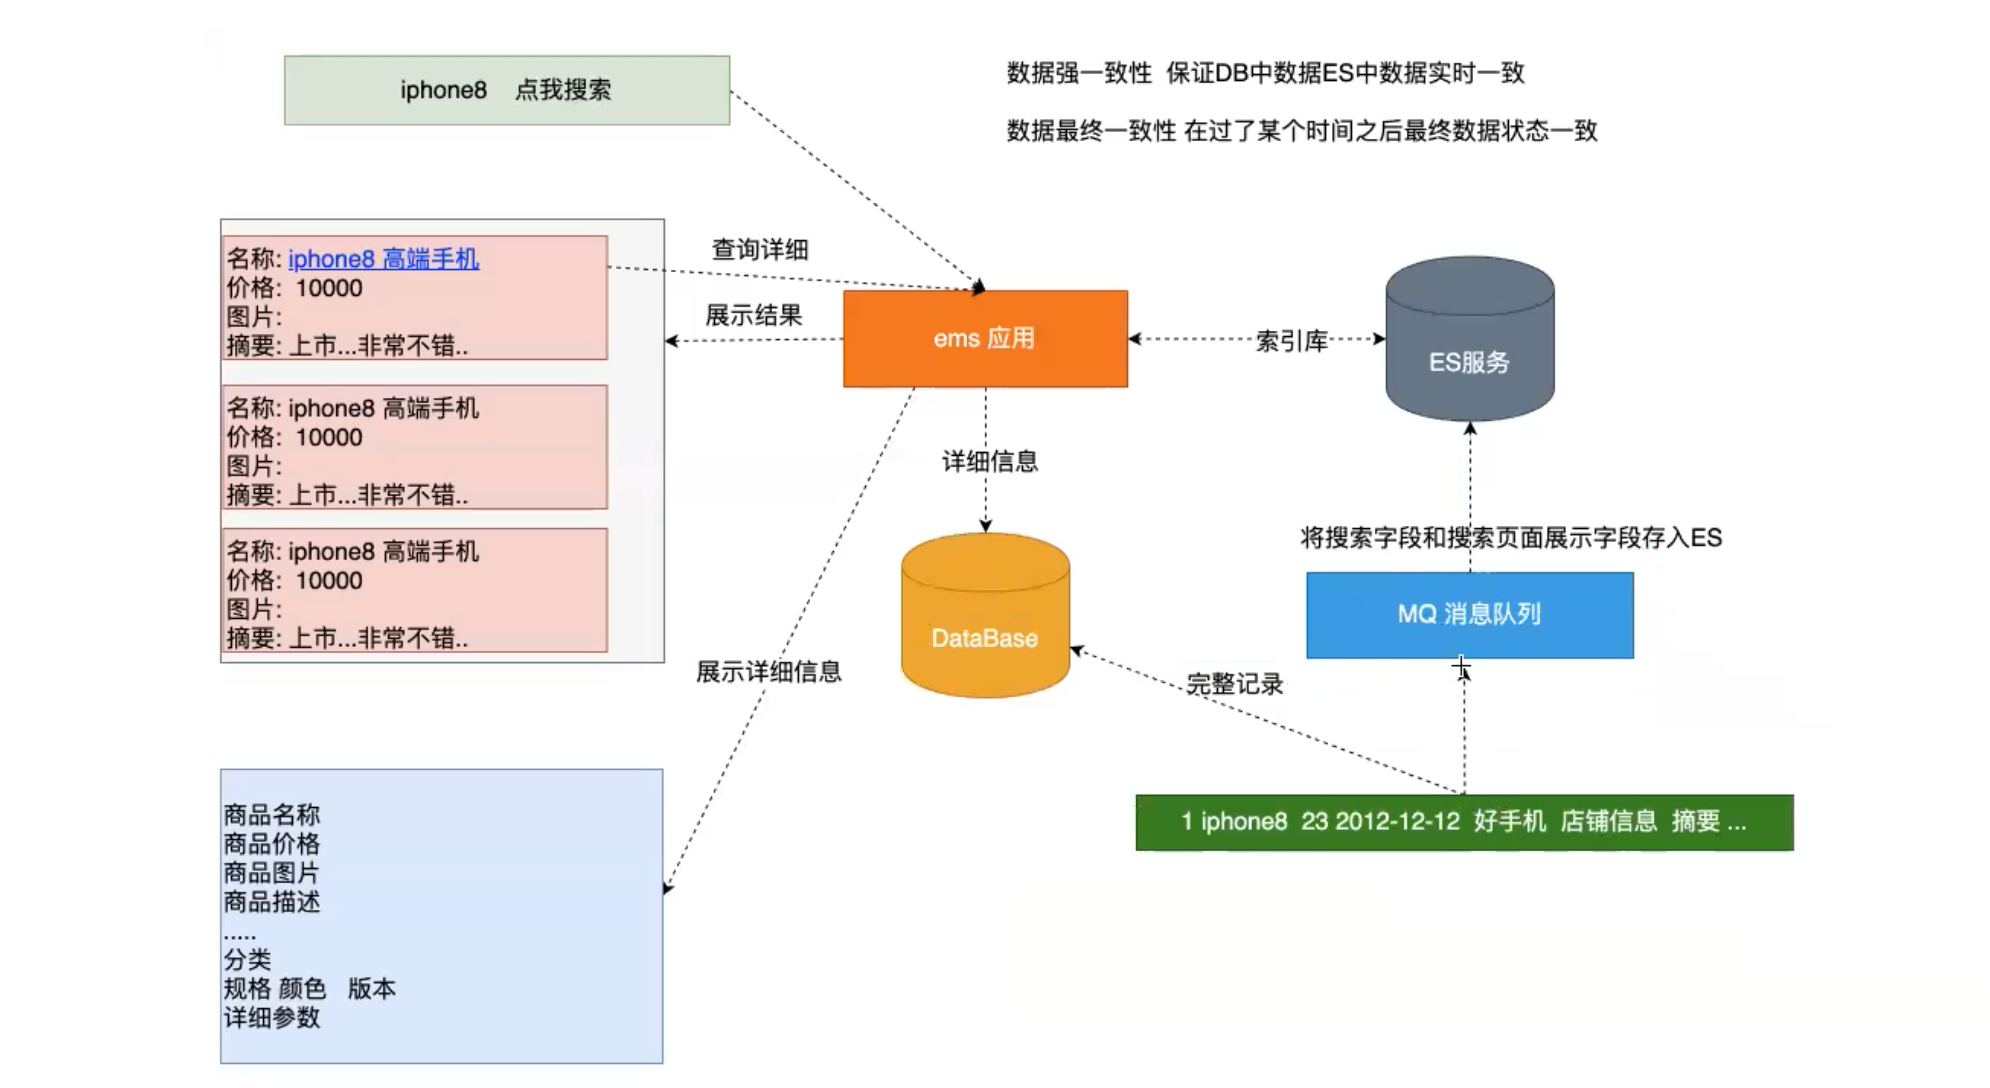 iphone8 点我搜索
数据强一致性 保证DB中数据ES中数据实时一致
数据最终一致性 在过了某个时间之后最终数据状态一致
名称: iphone8 高端手机
价格: 10000
图片:
摘要: 上市...非常不错..
名称: iphone8 高端手机
价格: 10000
图片:
摘要: 上市...非常不错..
名称: iphone8 高端手机
价格: 10000
图片:
摘要: 上市...非常不错..
查询详细
展示结果
ems 应用
索引库
ES服务
详细信息
将搜索字段和搜索页面展示字段存入ES
MQ 消息队列
DataBase
展示详细信息
完整记录
1 iphone8 23 2012-12-12 好手机 店铺信息 摘要 ...
商品名称
商品价格
商品图片
商品描述
.....
分类
规格 颜色 版本
详细参数